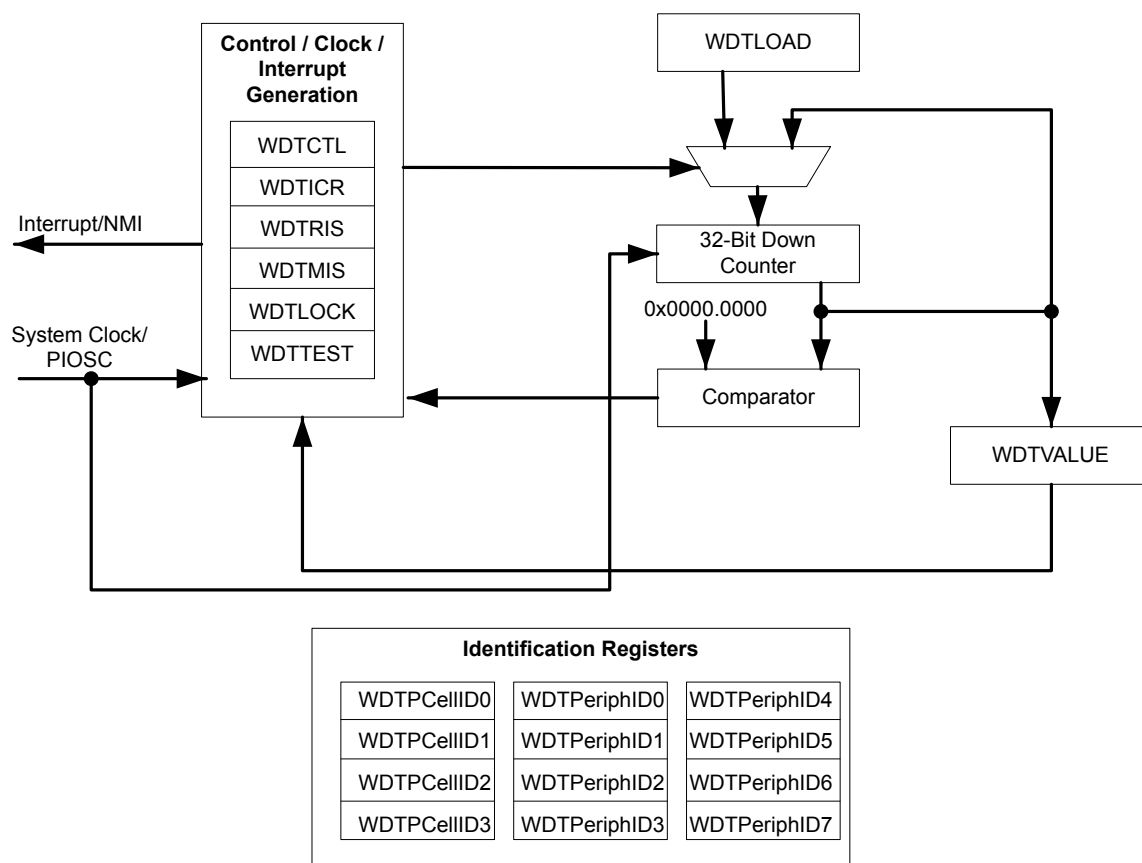 Control / Clock /
Interrupt
Generation
WDTCTL
WDTICR
WDTRIS
WDTMIS
WDTLOCK
WDTTEST
Interrupt/NMI
System Clock/
PIOSC
WDTLOAD
32-Bit Down
Counter
0x0000.0000
Comparator
WDTVALUE
Identification Registers
WDTPCellID0
WDTPeriphID0
WDTPeriphID4
WDTPCellID1
WDTPeriphID1
WDTPeriphID5
WDTPCellID2
WDTPeriphID2
WDTPeriphID6
WDTPCellID3
WDTPeriphID3
WDTPeriphID7